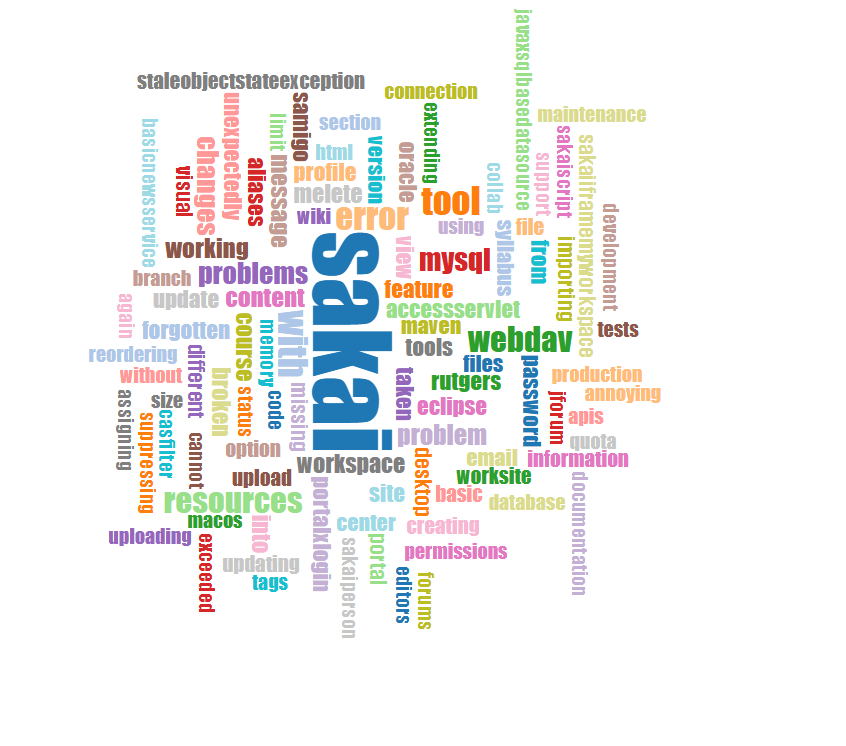 javaxsqlbasedatasource
staleobjectstateexception
connection
unexpectedly
samigo
extending
maintenance
basicnewsservice
limit
section
version
sakaiscript
sakaiiframemyworkspace
changes
html
oracle
support
message
aliases
visual
profile
collab
melete
tool
wiki
error
using
file
development
syllabus
sakai
view
from
importing
working
mysql
problems
branch
feature
content
update
again
accessservlet
with
course
memory
forgotten
maven
webdav
tests
tools
reordering
different
files
password
without
broken
taken
rutgers
production
missing
annoying
status
code
size
assigning
eclipse
jforum
apis
casfilter
suppressing
problem
cannot
quota
option
desktop
email
information
workspace
upload
worksite
documentation
resources
portalxlogin
site
basic
database
macos
into
center
creating
uploading
exceeded
portal
sakaiperson
permissions
updating
tags
editors
forums